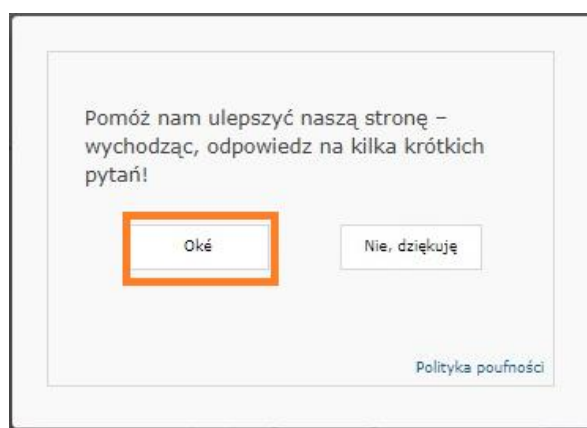 Pomóż nam ulepszyć naszą stronę –
wychodząc, odpowiedz na kilka krótkich
pytań!
Oké
Nie, dziękuję
Polityka poufności